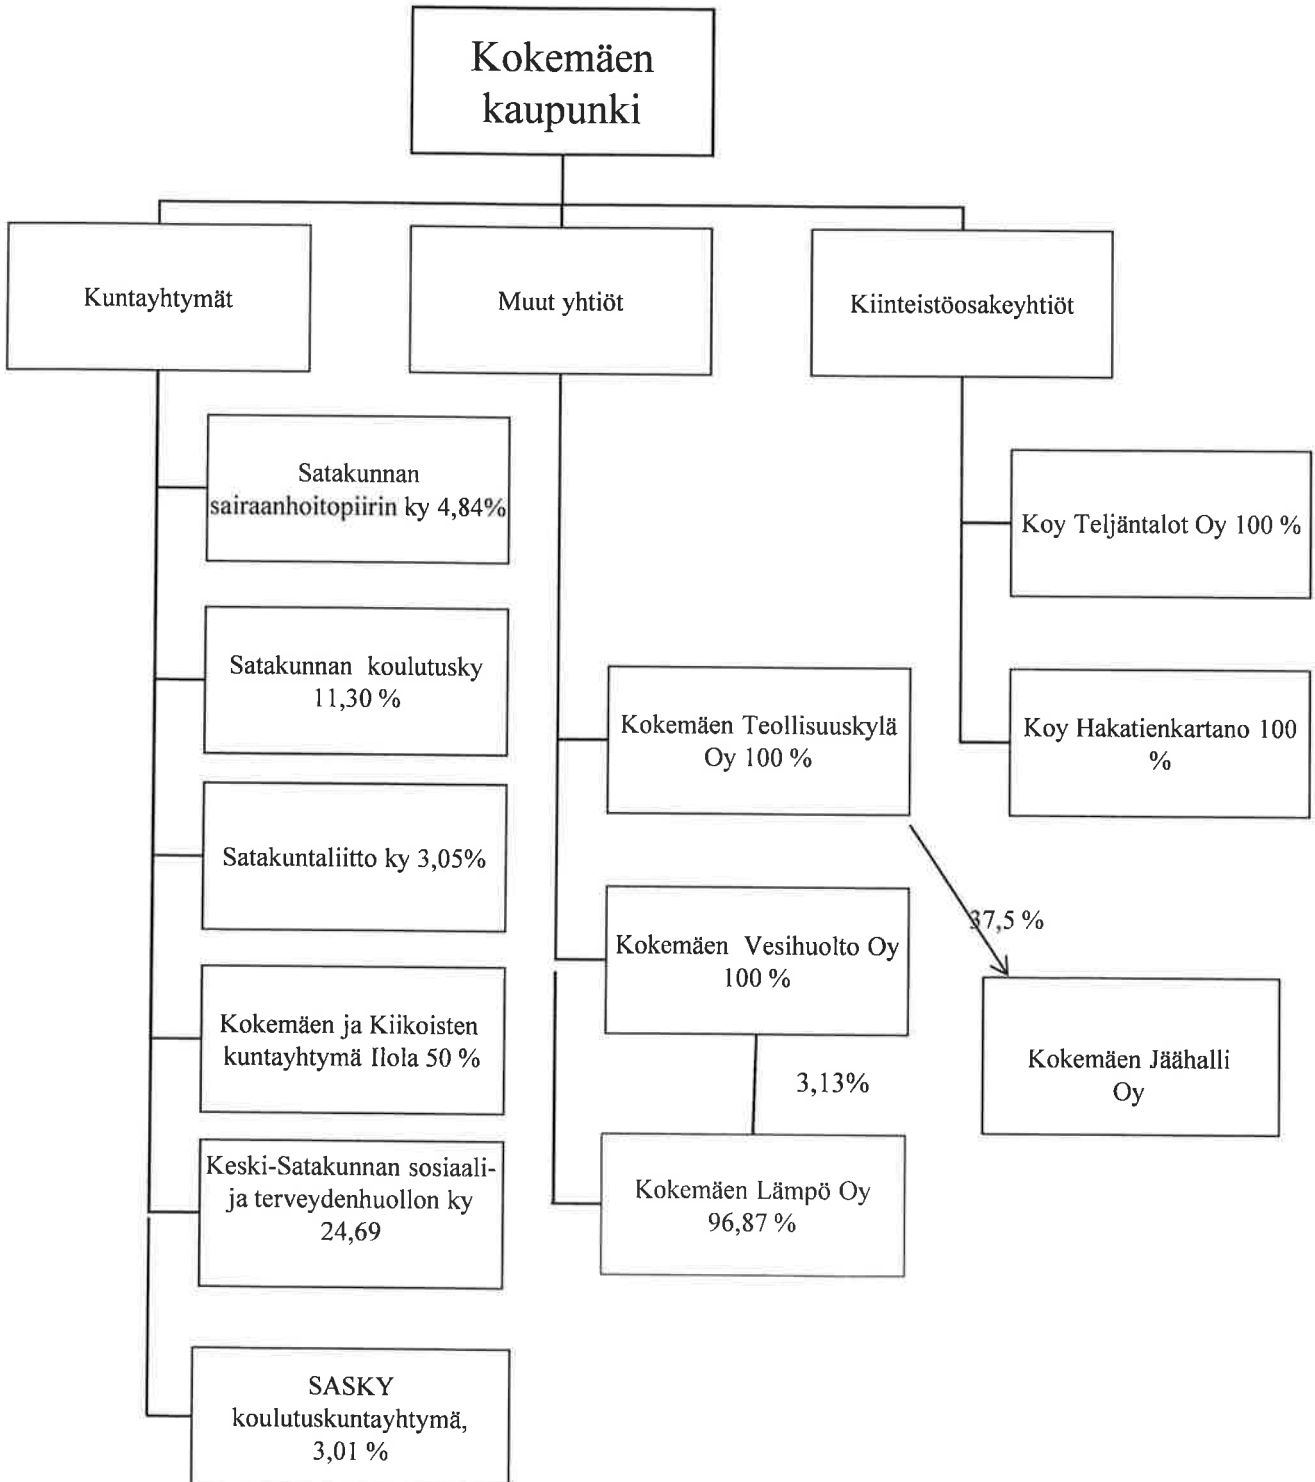 Kokemäen
kaupunki
Kuntayhtymät
Muut yhtiöt
Kiinteistöosakeyhtiöt
Satakunnan
sairaanhoitopiirin ky 4,84%
Satakunnan koulutusky
11,30 %
Satakuntaliitto ky 3,05%
Kokemäen ja Kiikoisten
kuntayhtymä Ilola 50 %
Keski-Satakunnan sosiaali-
ja terveydenhuollon ky
24,69
SASKY
koulutuskuntayhtymä,
3,01 %
Kokemäen Teollisuuskylä
Oy 100 %
Kokemäen Vesihuolto Oy
100 %
3,13%
Kokemäen Lämpö Oy
96,87 %
Koy Teljäntalot Oy 100 %
Koy Hakatienkartano 100
%
37,5 %
Kokemäen Jäähalli
Oy